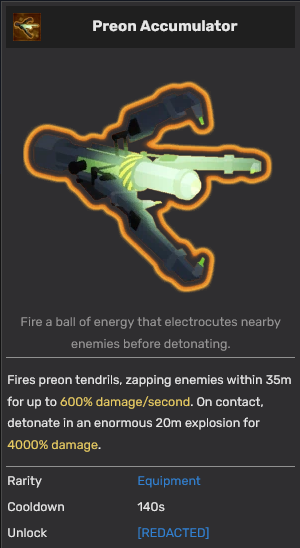 Preon Accumulator
Fire a ball of energy that electrocutes nearby
enemies before detonating.
Fires preon tendrils, zapping enemies within 35m
for up to 600% damage/second. On contact,
detonate in an enormous 20m explosion for
4000% damage.
Rarity Equipment
Cooldown 140s
Unlock [REDACTED]